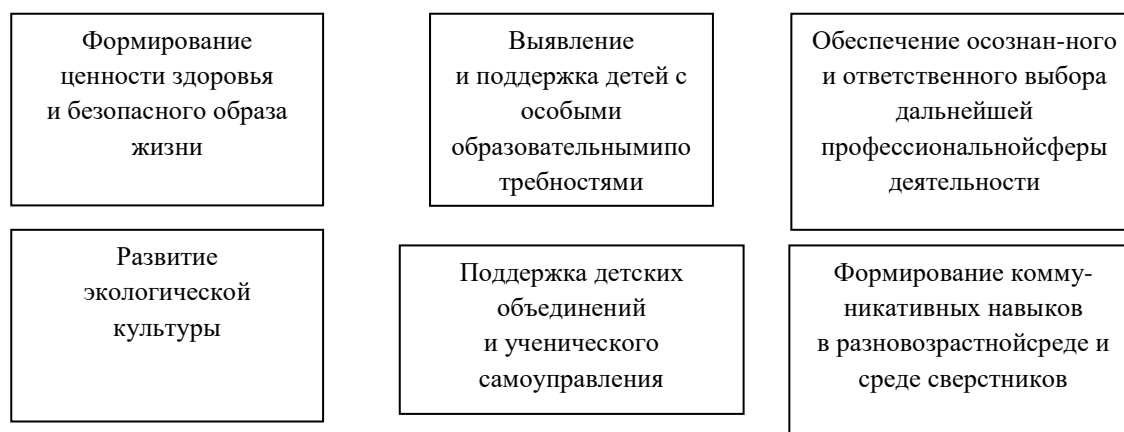 Формирование
ценности здоровья
и безопасного образа
жизни
Выявление
и поддержка детей с
особыми
образовательнымипо
требностями
Обеспечение осознан-ного
и ответственного выбора
дальнейшей
профессиональнойсферы
деятельности
Развитие
экологической
культуры
Поддержка детских
объединений
и ученического
самоуправления
Формирование комму-
никативных навыков
в разновозрастнойсреде и
среде сверстников